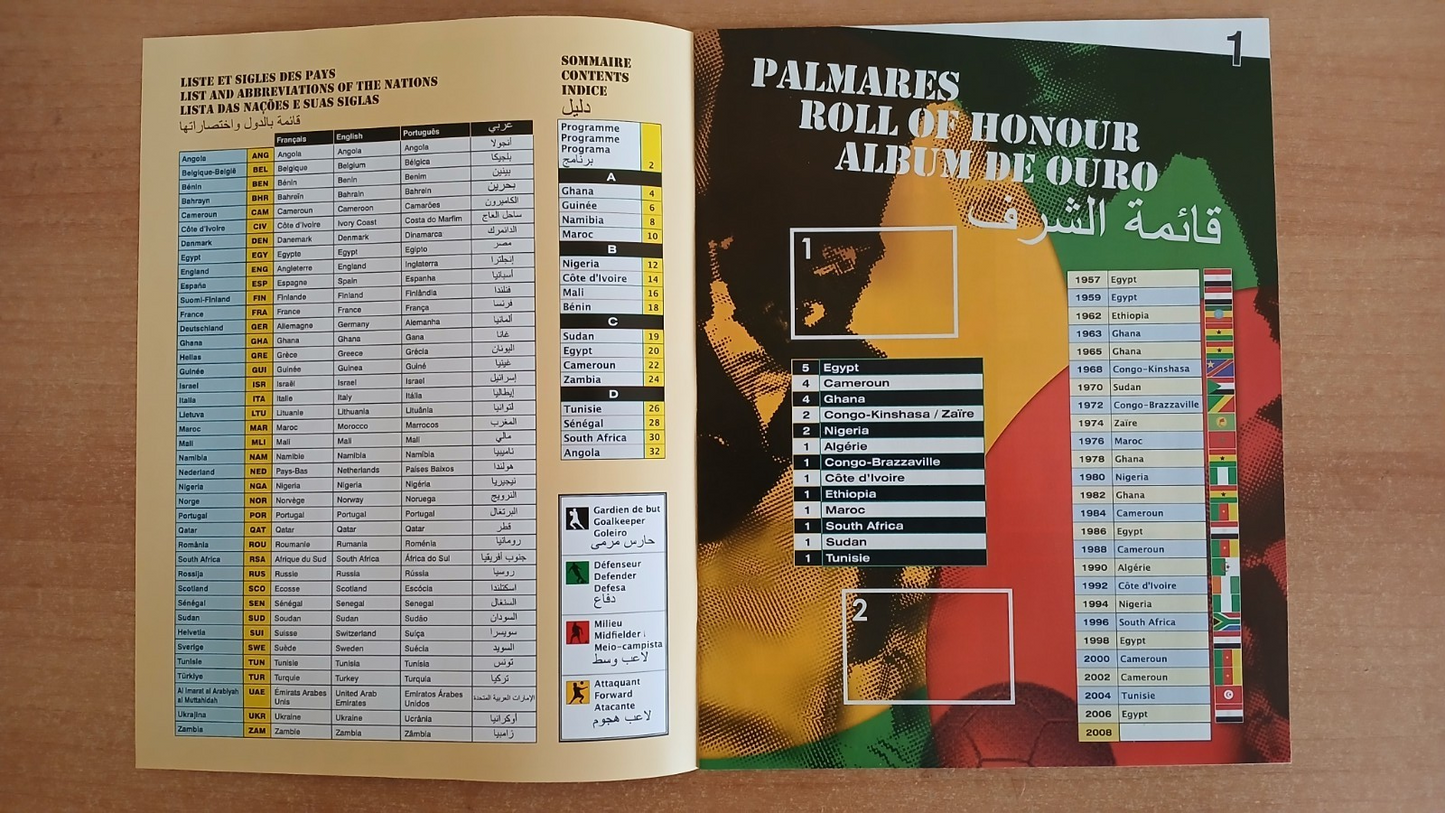 LISTE ET SIGLES DES PAYS
LIST AND ABBREVIATIONS OF THE NATIONS
LISTA DAS NAÇÕES E SUAS SIGLAS
قائمة بالدول واختصاراتها
Français English Português عربي
Angola ANG Angola Angola Angola أنجولا
Belgique-België BEL Belgique Belgium Bélgica بلجيكا
Bénin BEN Bénin Benin Benim بينين
Bahrayn BHR Bahreïn Bahrain Bahrein بحرين
Cameroun CAM Cameroun Cameroon Camarões الكاميرون
Côte d'Ivoire CIV Côte d'Ivoire Ivory Coast Costa do Marfim ساحل العاج
Danmark DEN Danemark Denmark Dinamarca الدانمرك
Egypt EGY Egypte Egypt Egipto مصر
England ENG Angleterre England Inglaterra إنجلترا
España ESP Espagne Spain Espanha أسبانيا
Suomi-Finland FIN Finlande Finland Finlândia فنلندا
France FRA France France França فرنسا
Deutschland GER Allemagne Germany Alemanha ألمانيا
Ghana GHA Ghana Ghana Gana غانا
Hellas GRE Grèce Greece Grécia اليونان
Guinée GUI Guinée Guinea Guiné غينيا
Israel ISR Israël Israel Israel إسرائيل
Italia ITA Italie Italy Itália إيطاليا
Lietuva LTU Lituanie Lithuania Lituânia لتوانيا
Maroc MAR Maroc Morocco Marrocos المغرب
Mali MLI Mali Mali Mali مالي
Namibia NAM Namibie Namibia Namíbia ناميبيا
Nederland NED Pays-Bas Netherlands Países Baixos هولندا
Nigeria NGA Nigeria Nigeria Nigéria نيجيريا
Norge NOR Norvège Norway Noruega النرويج
Portugal POR Portugal Portugal Portugal البرتغال
Qatar QAT Qatar Qatar Qatar قطر
România ROU Roumanie Rumania Roménia رومانيا
South Africa RSA Afrique du Sud South Africa África do Sul جنوب أفريقيا
Rossija RUS Russie Russia Rússia روسيا
Scotland SCO Ecosse Scotland Escócia اسكتلندا
Sénégal SEN Sénégal Senegal Senegal السنغال
Sudan SUD Soudan Sudan Sudão السودان
Helvetia SUI Suisse Switzerland Suiça سويسرا
Sverige SWE Suède Sweden Suécia السويد
Tunisie TUN Tunisie Tunisia Tunísia تونس
Türkiye TUR Turquie Turkey Turquia تركيا
Al Imarat al Arabiyah
al Muttahidah UAE Émirats Arabes Unis United Arab Emirates Emiratos Árabes Unidos الإمارات العربية المتحدة
Ukrajina UKR Ukraine Ukraine Ucrânia أوكرانيا
Zambia ZAM Zambie Zambia Zâmbia زامبيا
SOMMAIRE
CONTENTS
INDICE
دليل
Programme
Programme
Programa
برنامج 2
A
Ghana 4
Guinée 6
Namibia 8
Maroc 10
B
Nigeria 12
Côte d'Ivoire 14
Mali 16
Bénin 18
C
Sudan 19
Egypt 20
Cameroun 22
Zambia 24
D
Tunisie 26
Sénégal 28
South Africa 30
Angola 32
Gardien de but
Goalkeeper
Goleiro
حارس مرمى
Défenseur
Defender
Defesa
دفاع
Milieu
Midfielder
Meio-campista
لاعب وسط
Attaquant
Forward
Atacante
لاعب هجوم
1
PALMARES
ROLL OF HONOUR
ALBUM DE OURO
قائمة الشرف
1
5 Egypt
4 Cameroun
4 Ghana
2 Congo-Kinshasa / Zaïre
2 Nigeria
1 Algérie
1 Congo-Brazzaville
1 Côte d'Ivoire
1 Ethiopia
1 Maroc
1 South Africa
1 Sudan
1 Tunisie
2
1957 Egypt
1959 Egypt
1962 Ethiopia
1963 Ghana
1965 Ghana
1968 Congo-Kinshasa
1970 Sudan
1972 Congo-Brazzaville
1974 Zaïre
1976 Maroc
1978 Ghana
1980 Nigeria
1982 Ghana
1984 Cameroun
1986 Egypt
1988 Cameroun
1990 Algérie
1992 Côte d'Ivoire
1994 Nigeria
1996 South Africa
1998 Egypt
2000 Cameroun
2002 Cameroun
2004 Tunisie
2006 Egypt
2008